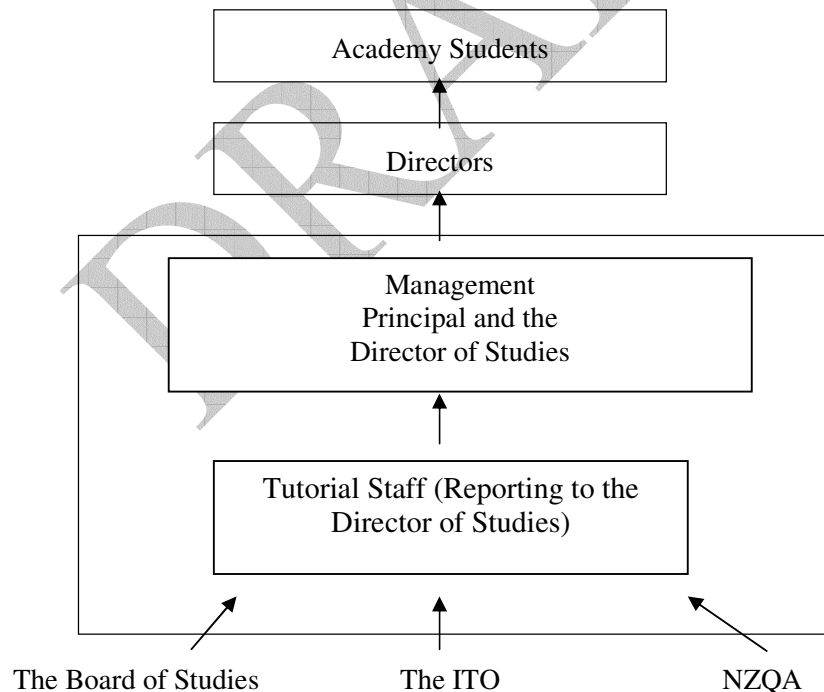 Academy Students
Directors
Management
Principal and the
Director of Studies
Tutorial Staff (Reporting to the
Director of Studies)
The Board of Studies The ITO NZQA